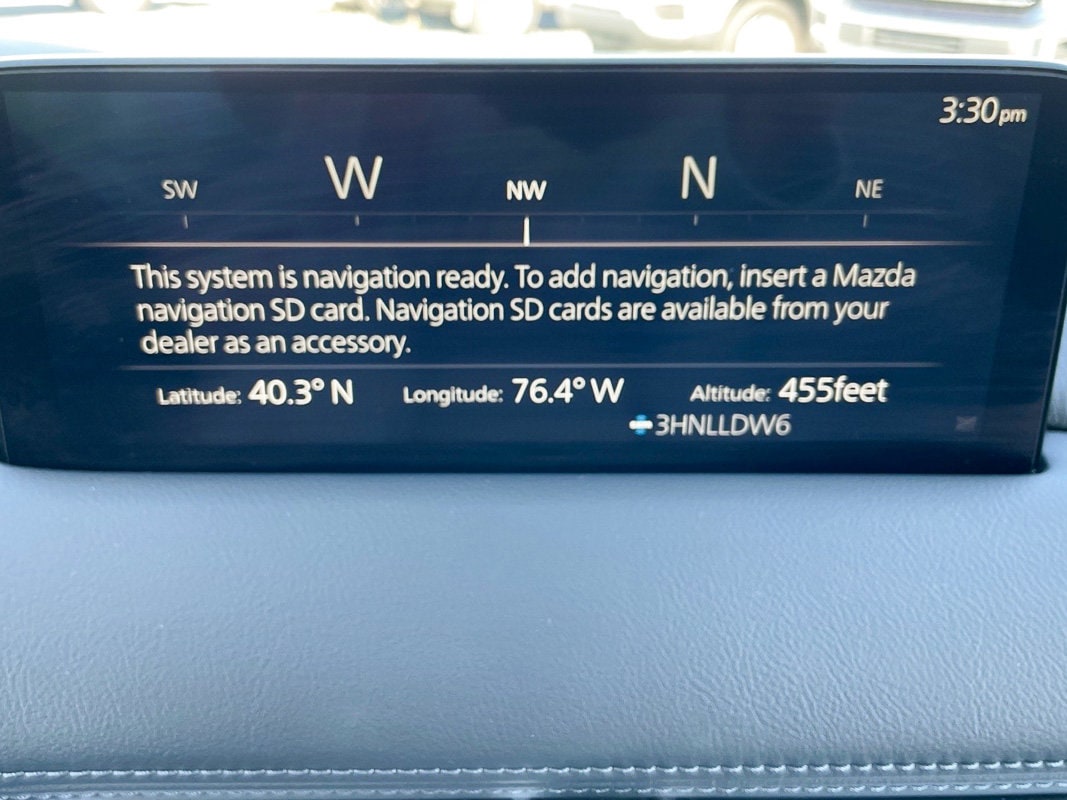 3:30pm
SW W NW N NE
This system is navigation ready. To add navigation, insert a Mazda
navigation SD card. Navigation SD cards are available from your
dealer as an accessory.
Latitude: 40.3° N Longitude: 76.4° W Altitude: 455feet
3HNLLDW6